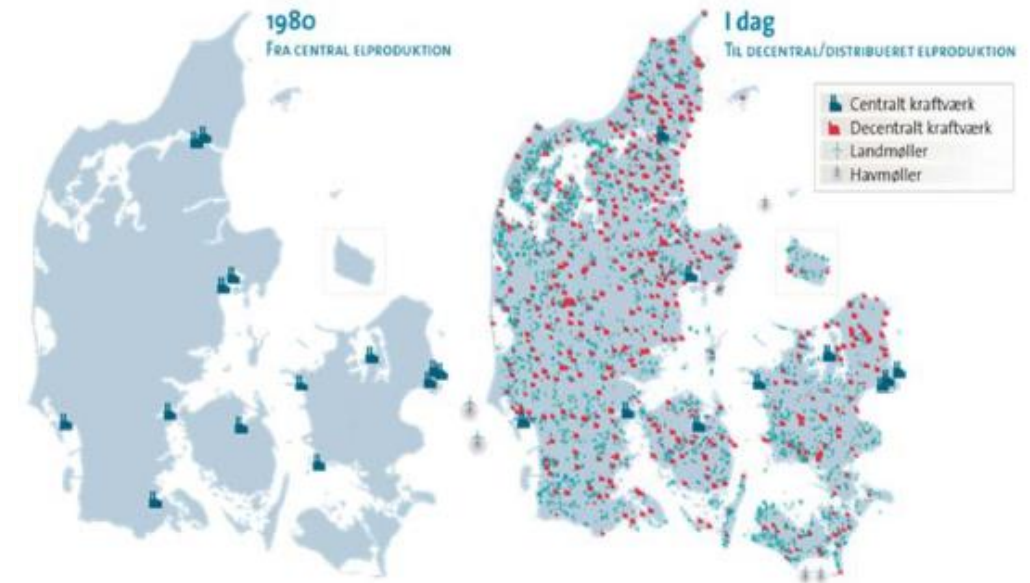 1980
FRA CENTRAL ELPRODUKTION
I dag
TIL DECENTRAL/DISTRIBUERET ELPRODUKTION
Centralt kraftværk
Decentralt kraftværk
Landmøller
Havmøller